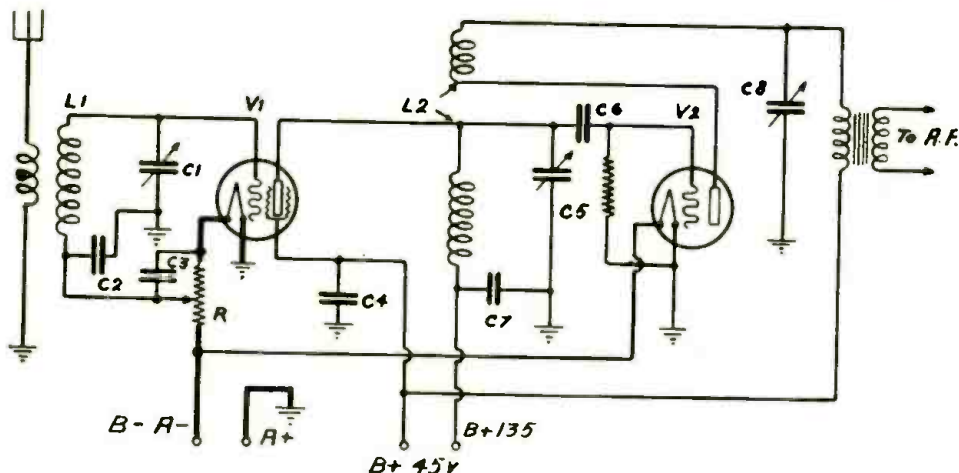 L1
V1
L2
C6
V2
C8
C1
To A.F.
C5
C2
C3
C4
C7
R
B- A-
A+
B+ 45V
B+135